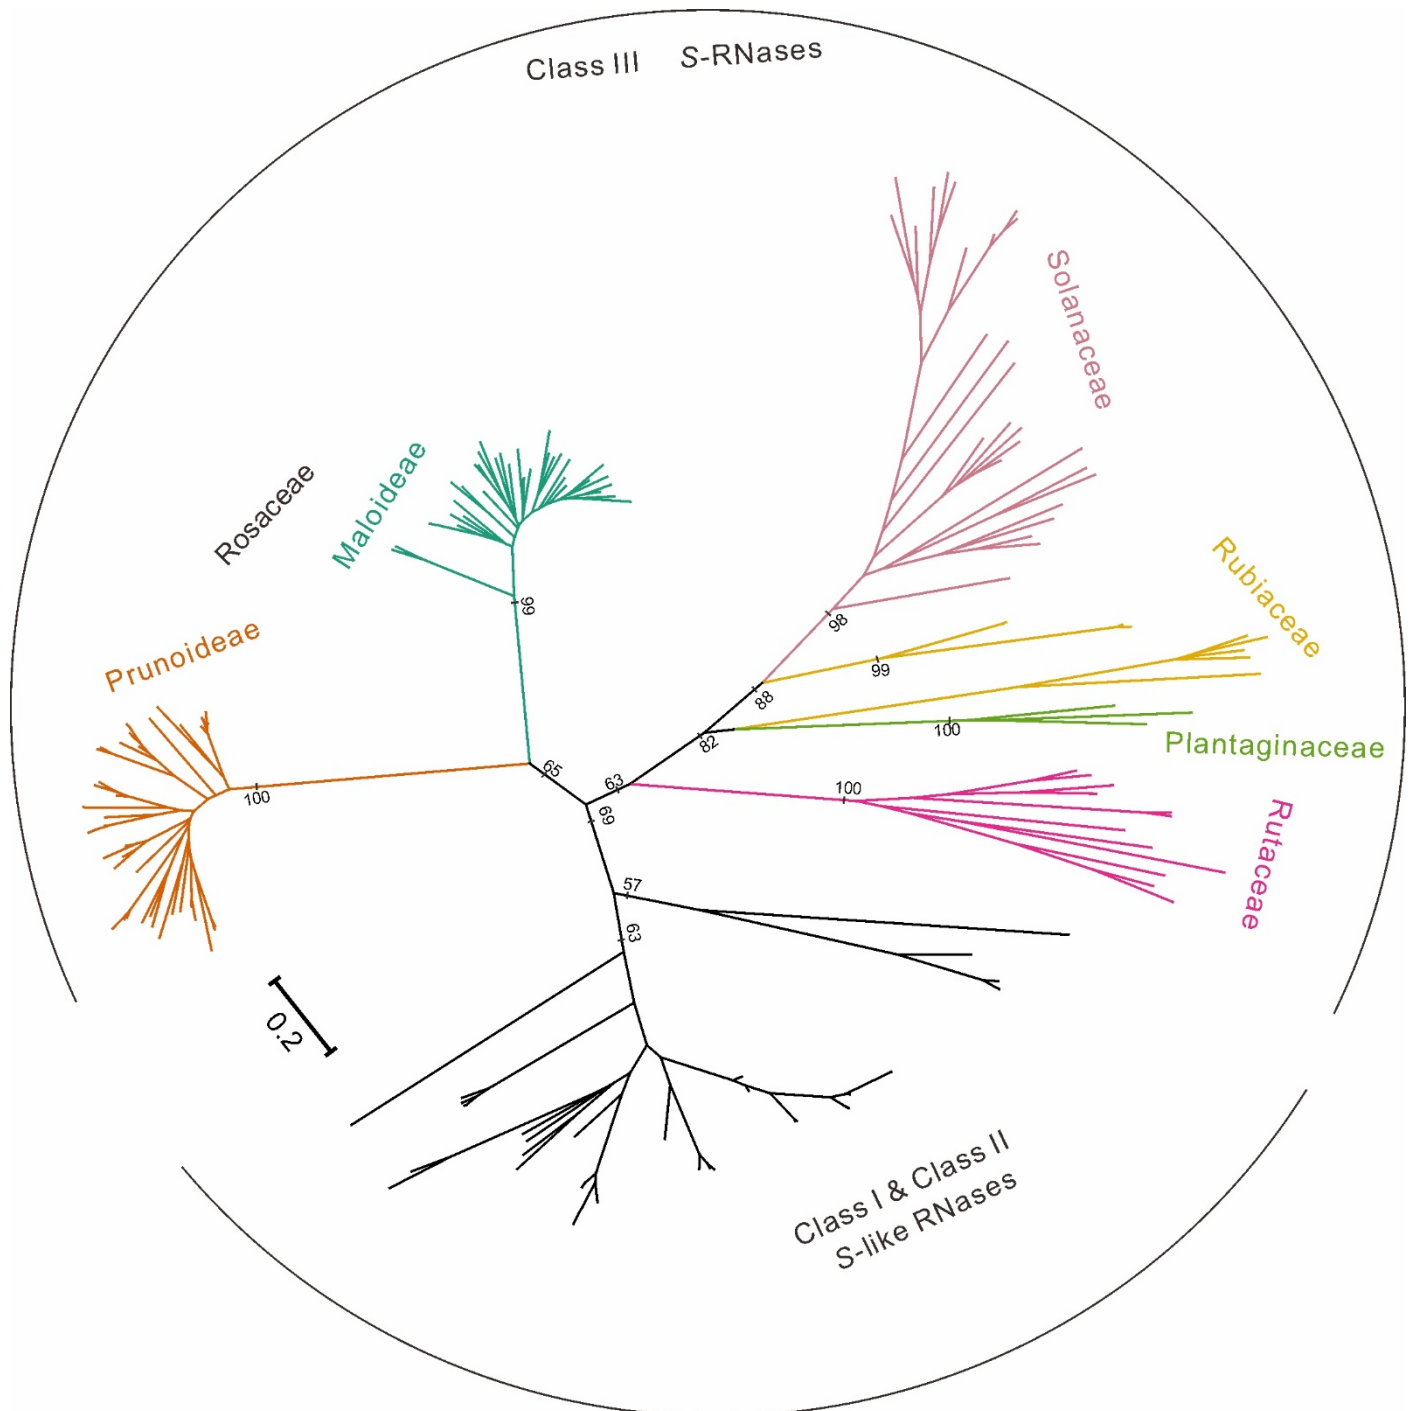 Class III S-RNases
Solanaceae
Rosaceae
Maloideae
Rubiaceae
Prunoideae
Plantaginaceae
Rutaceae
99
98
99
88
100
82
65
63
100
100
69
57
63
0.2
Class I & Class II
S-like RNases